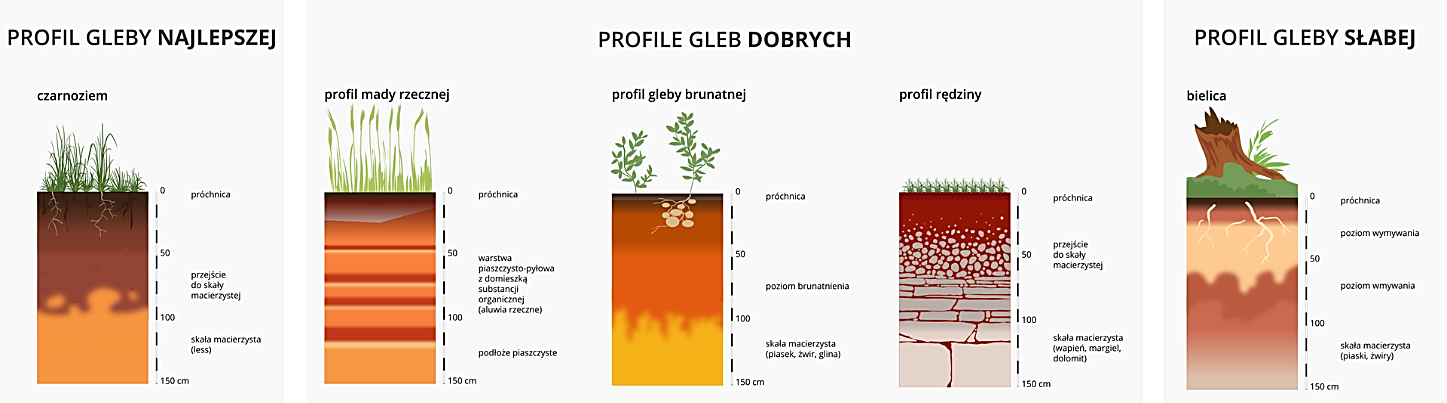 PROFIL GLEBY NAJLEPSZEJ
czarnoziem
0
próchnica
50
przejście
do skały
macierzystej
100
skała macierzysta
(less)
150 cm
PROFILE GLEB DOBRYCH
profil mady rzecznej
0
próchnica
50
warstwa
piaszczysto-pyłowa
z domieszką
substancji
organicznej
(aluwia rzeczne)
100
podłoże piaszczyste
150 cm
profil gleby brunatnej
0
próchnica
50
poziom brunatnienia
100
skała macierzysta
(piasek, żwir, glina)
150 cm
profil rędziny
0
próchnica
50
przejście
do skały
macierzystej
100
skała macierzysta
(wapień, margiel,
dolomit)
150 cm
PROFIL GLEBY SŁABEJ
bielica
0
próchnica
poziom wymywania
50
poziom wmywania
100
skała macierzysta
(piaski, żwiry)
150 cm